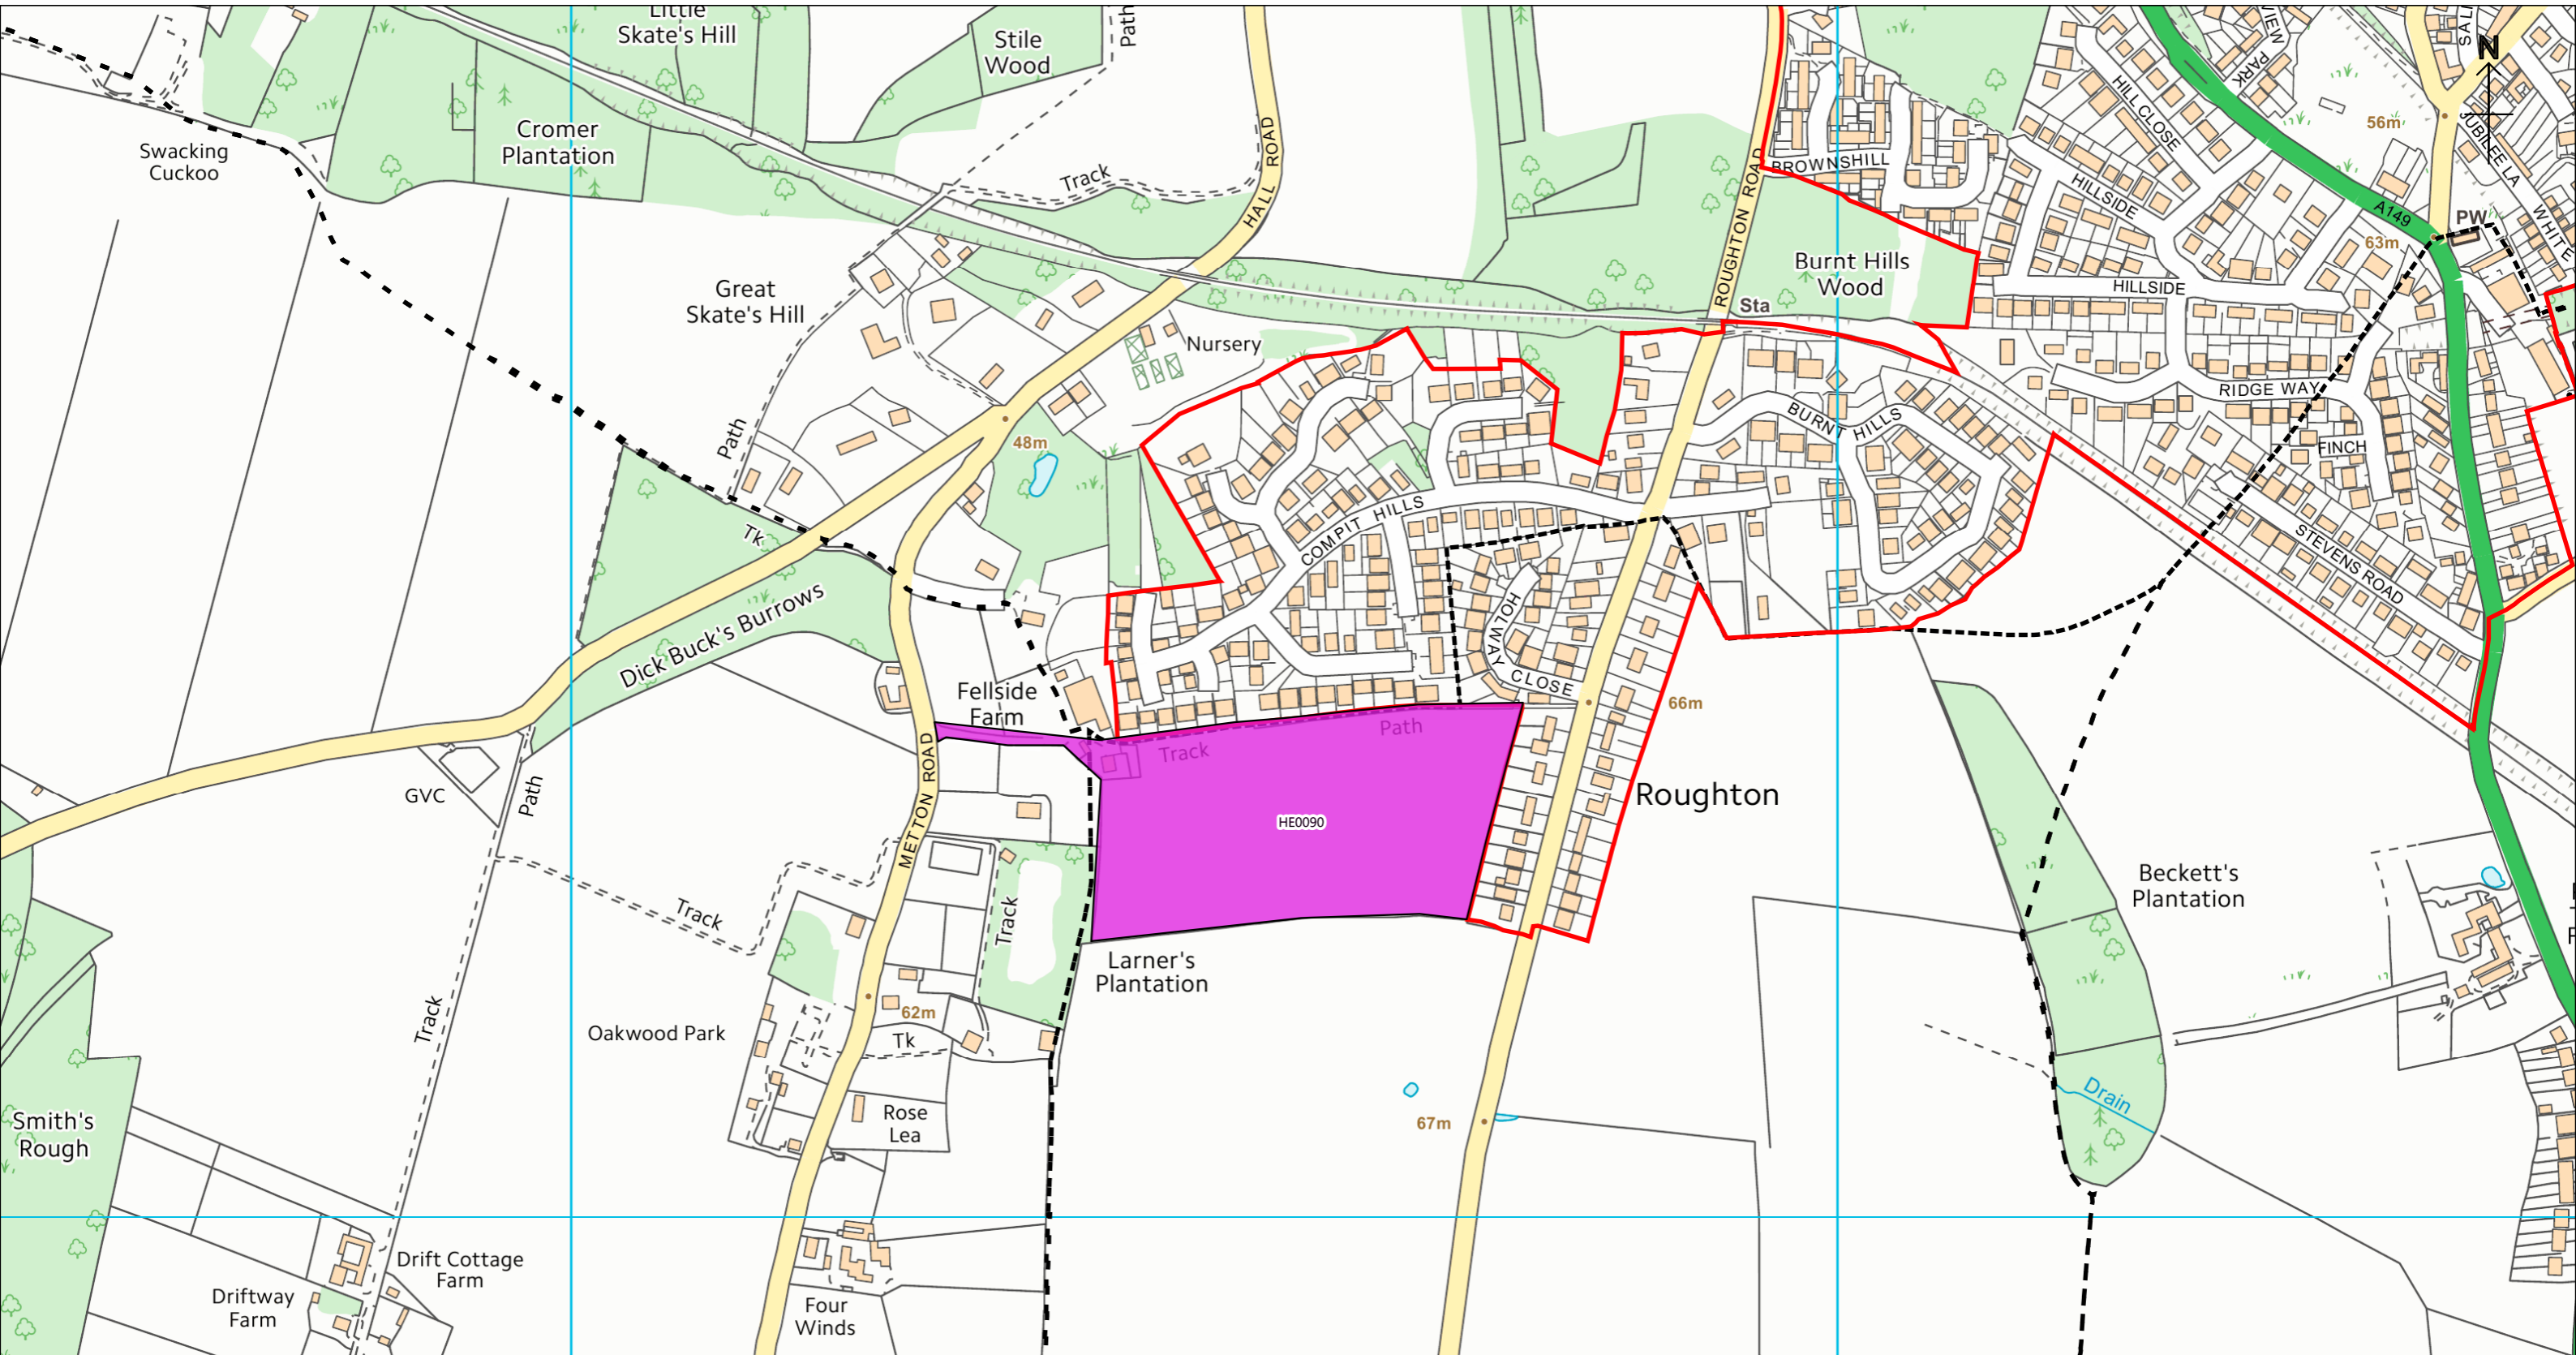 Little
Skate's Hill
Stile
Wood
Path
HALL ROAD
VIEW
PARK
SALI
N
HILL CLOSE
56m
JUBILEE LA
Cromer
Plantation
Swacking
Cuckoo
Track
ROUGHTON ROAD
BROWNSHILL
HILLSIDE
A149
PW
WHITE
63m
Burnt Hills
Wood
HILLSIDE
Great
Skate's Hill
Sta
Nursery
RIDGE WAY
BURNT HILLS
FINCH
Path
48m
COMPIT HILLS
Tk
STEVENS ROAD
Dick Buck's Burrows
HOLWAY CLOSE
Fellside
Farm
66m
Path
Track
METTON ROAD
GVC
Path
HE0090
Roughton
Beckett's
Plantation
Track
Track
Larner's
Plantation
Oakwood Park
62m
Tk
Track
Drain
Smith's
Rough
Rose
Lea
67m
Drift Cottage
Farm
Driftway
Farm
Four
Winds